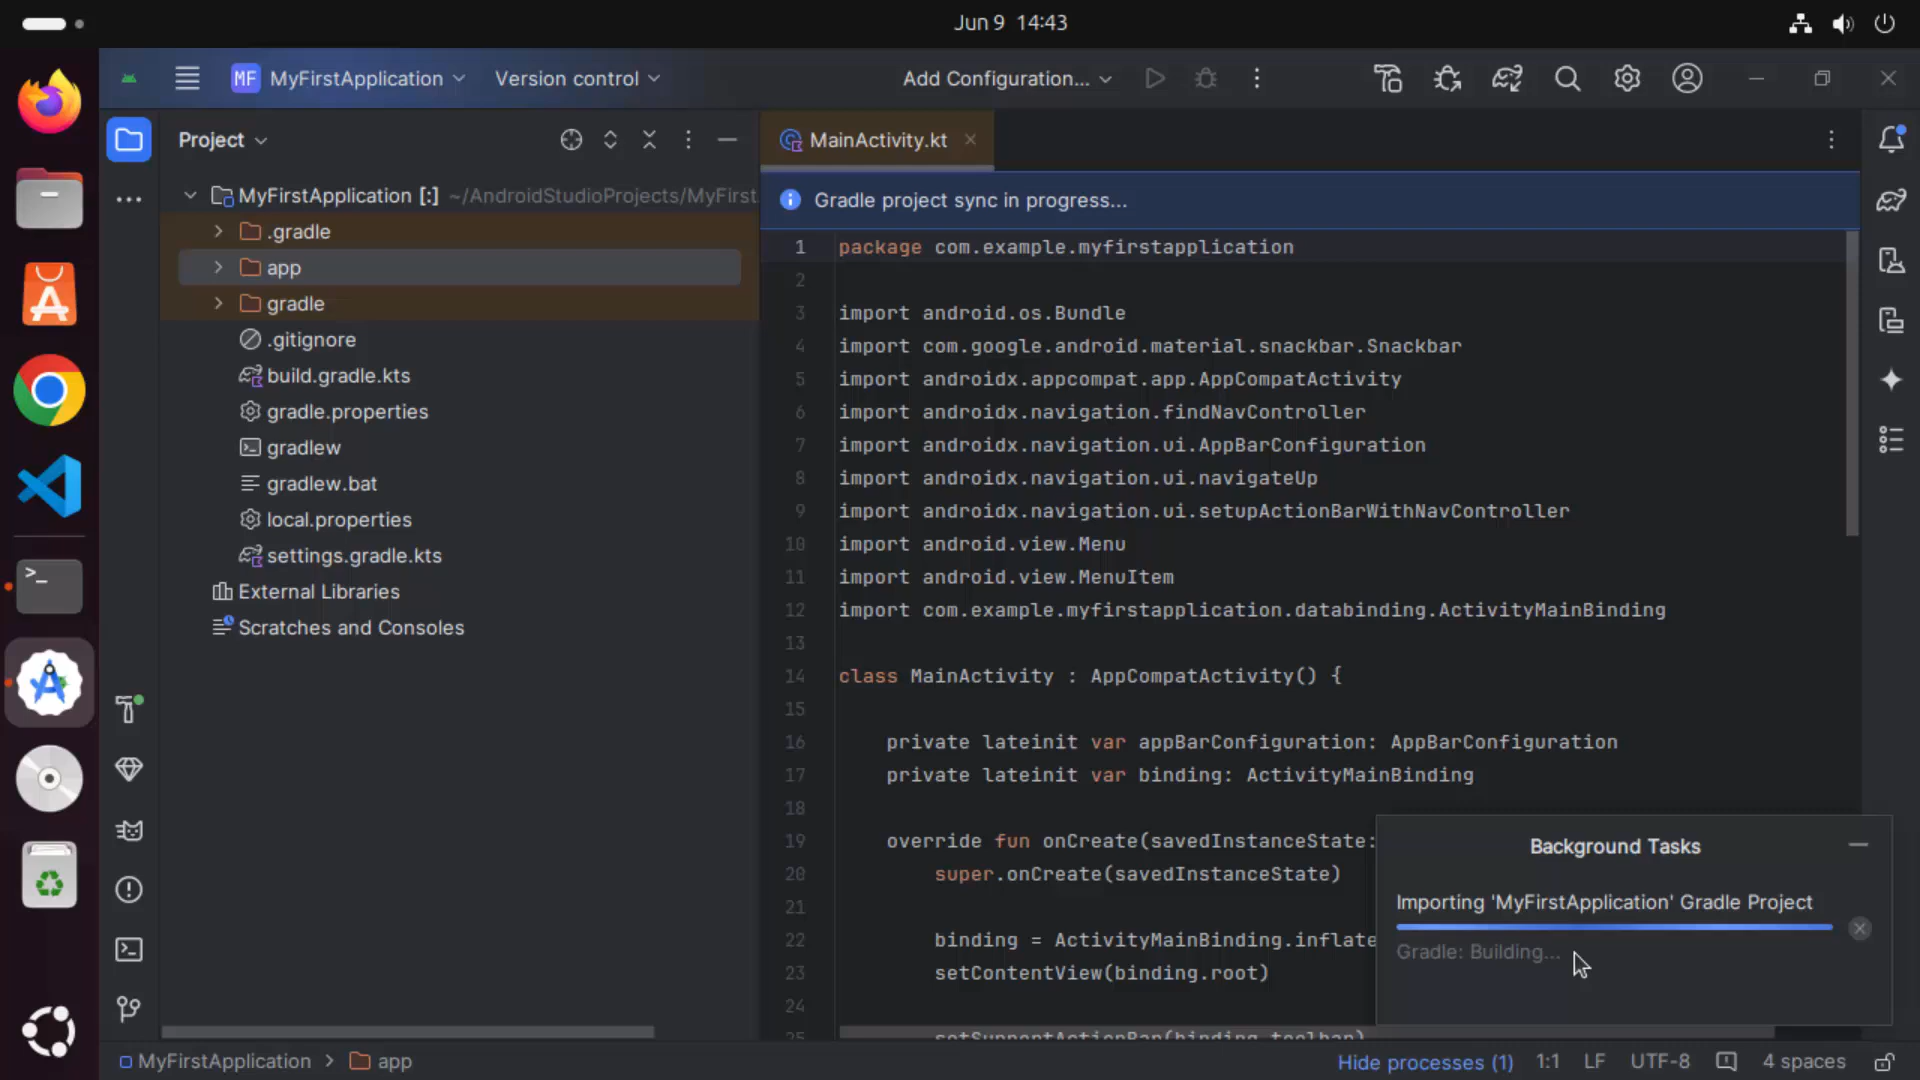 Jun 9 14:43
MF MyFirstApplication Version control Add Configuration...
Project
MyFirstApplication [:] ~/AndroidStudioProjects/MyFirst
.gradle
app
gradle
.gitignore
build.gradle.kts
gradle.properties
gradlew
gradlew.bat
local.properties
settings.gradle.kts
External Libraries
Scratches and Consoles
MainActivity.kt
Gradle project sync in progress...
1 package com.example.myfirstapplication
2
3 import android.os.Bundle
4 import com.google.android.material.snackbar.Snackbar
5 import androidx.appcompat.app.AppCompatActivity
6 import androidx.navigation.findNavController
7 import androidx.navigation.ui.AppBarConfiguration
8 import androidx.navigation.ui.navigateUp
9 import androidx.navigation.ui.setupActionBarWithNavController
10 import android.view.Menu
11 import android.view.MenuItem
12 import com.example.myfirstapplication.databinding.ActivityMainBinding
13
14 class MainActivity : AppCompatActivity() {
15
16 private lateinit var appBarConfiguration: AppBarConfiguration
17 private lateinit var binding: ActivityMainBinding
18
19 override fun onCreate(savedInstanceState:
20 super.onCreate(savedInstanceState)
21
22 binding = ActivityMainBinding.inflate
23 setContentView(binding.root)
24
25 setSupportActionBar(binding.toolbar)
Background Tasks
Importing 'MyFirstApplication' Gradle Project
Gradle: Building...
MyFirstApplication > app
Hide processes (1) 1:1 LF UTF-8 4 spaces